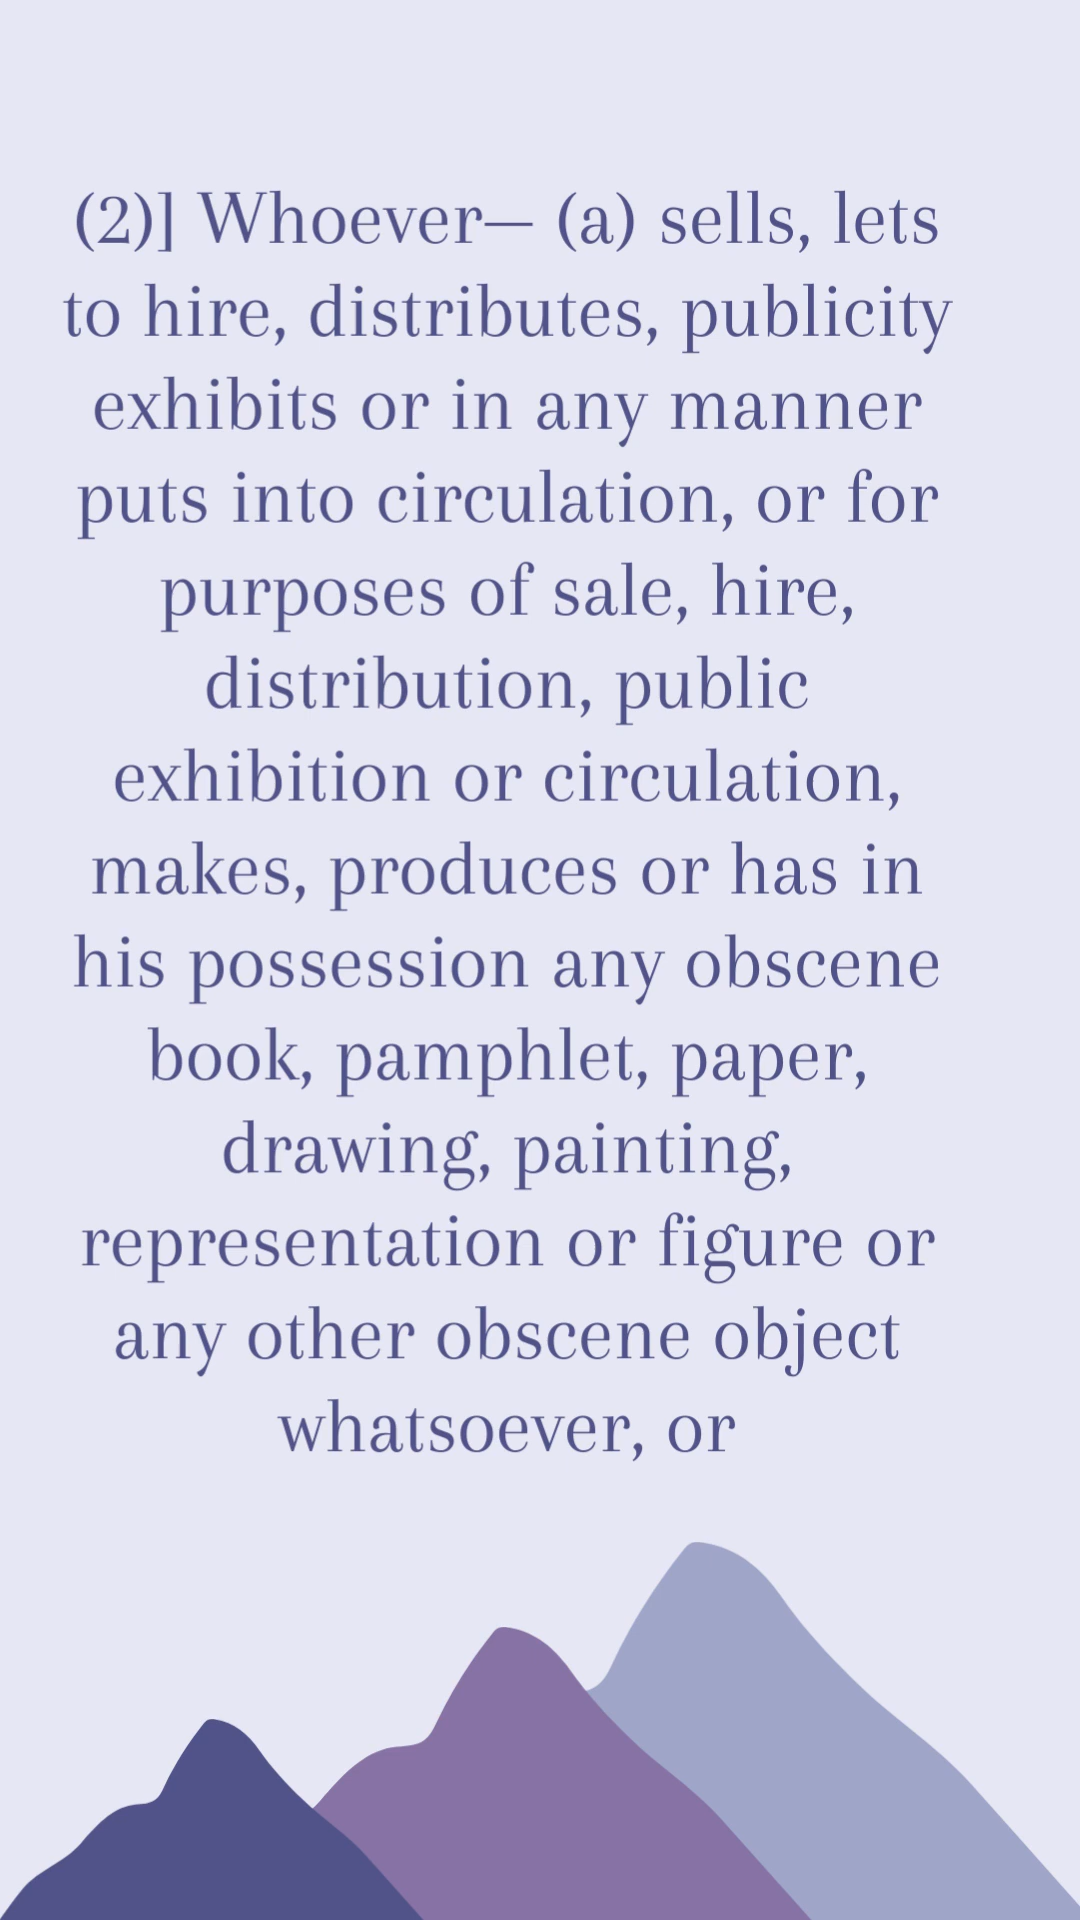 (2)] Whoever— (a) sells, lets
to hire, distributes, publicity
exhibits or in any manner
puts into circulation, or for
purposes of sale, hire,
distribution, public
exhibition or circulation,
makes, produces or has in
his possession any obscene
book, pamphlet, paper,
drawing, painting,
representation or figure or
any other obscene object
whatsoever, or